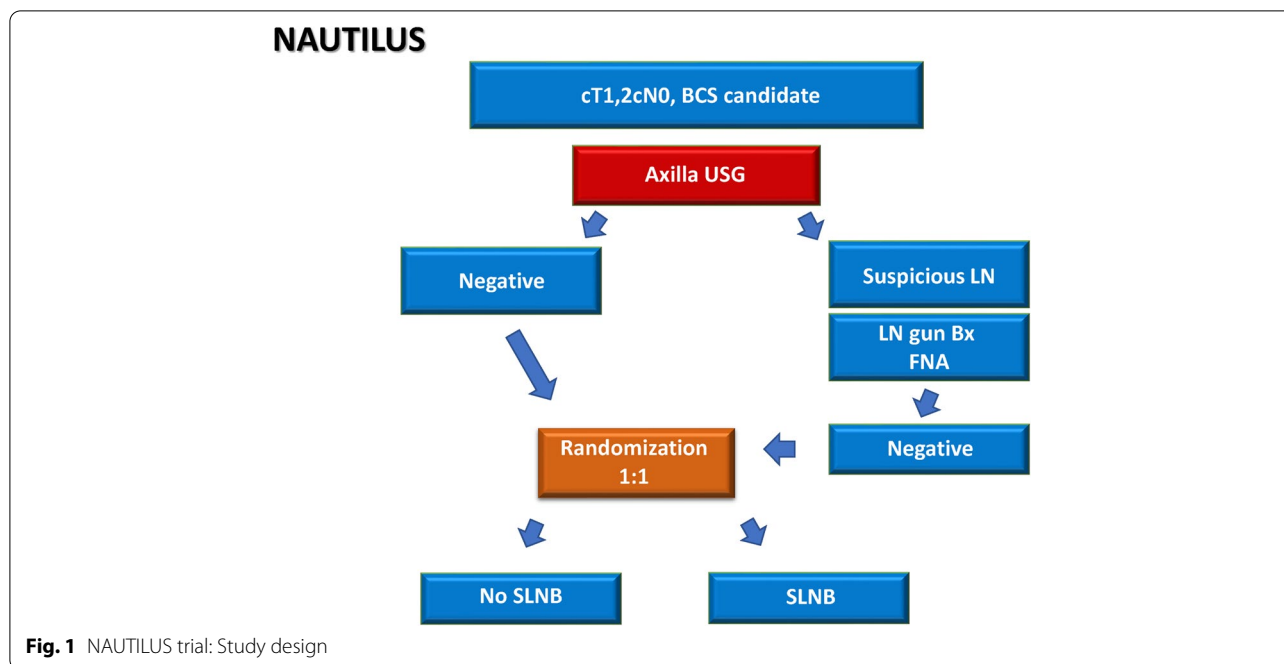 NAUTILUS
cT1,2cN0, BCS candidate
Axilla USG
Negative
Suspicious LN
LN gun Bx
FNA
Negative
Randomization
1:1
No SLNB
SLNB
Fig. 1 NAUTILUS trial: Study design